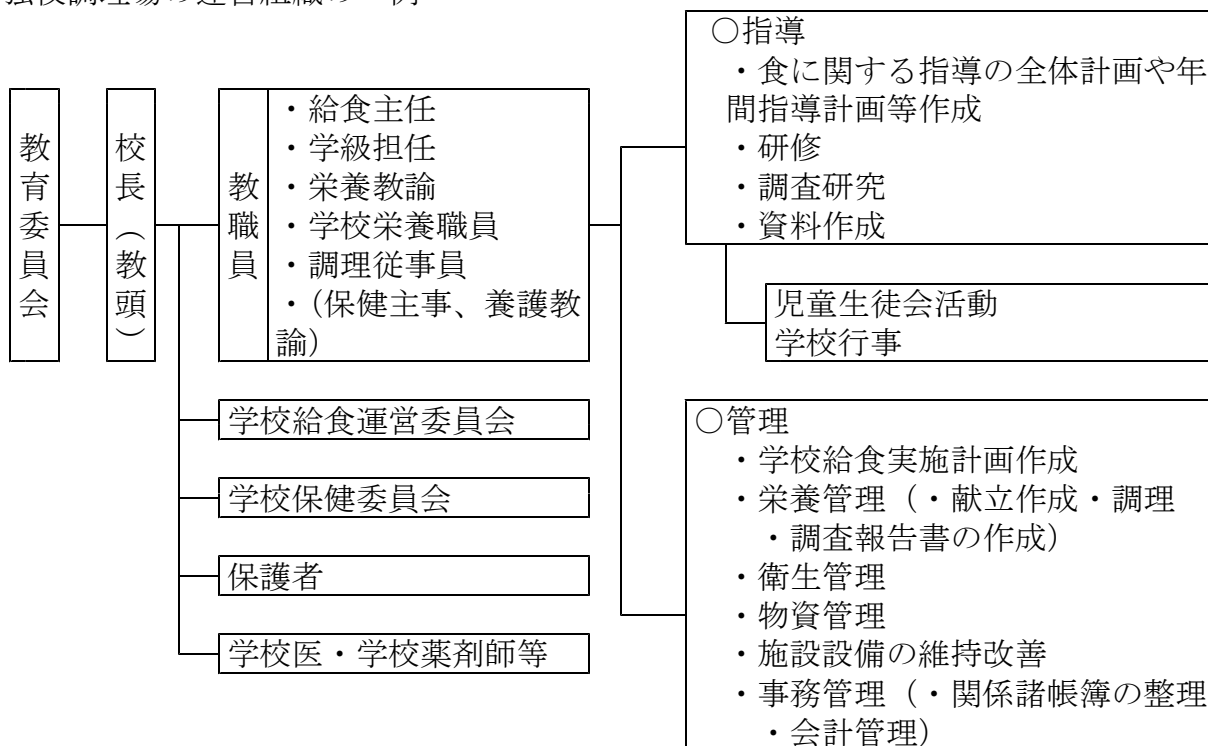 教育委員会
校長（教頭）
教職員
・給食主任
・学級担任
・栄養教諭
・学校栄養職員
・調理従事員
・（保健主事、養護教
諭）
学校給食運営委員会
学校保健委員会
保護者
学校医・学校薬剤師等
○指導
・食に関する指導の全体計画や年
間指導計画等作成
・研修
・調査研究
・資料作成
児童生徒会活動
学校行事
○管理
・学校給食実施計画作成
・栄養管理（・献立作成・調理
・調査報告書の作成）
・衛生管理
・物資管理
・施設設備の維持改善
・事務管理（・関係諸帳簿の整理
・会計管理）